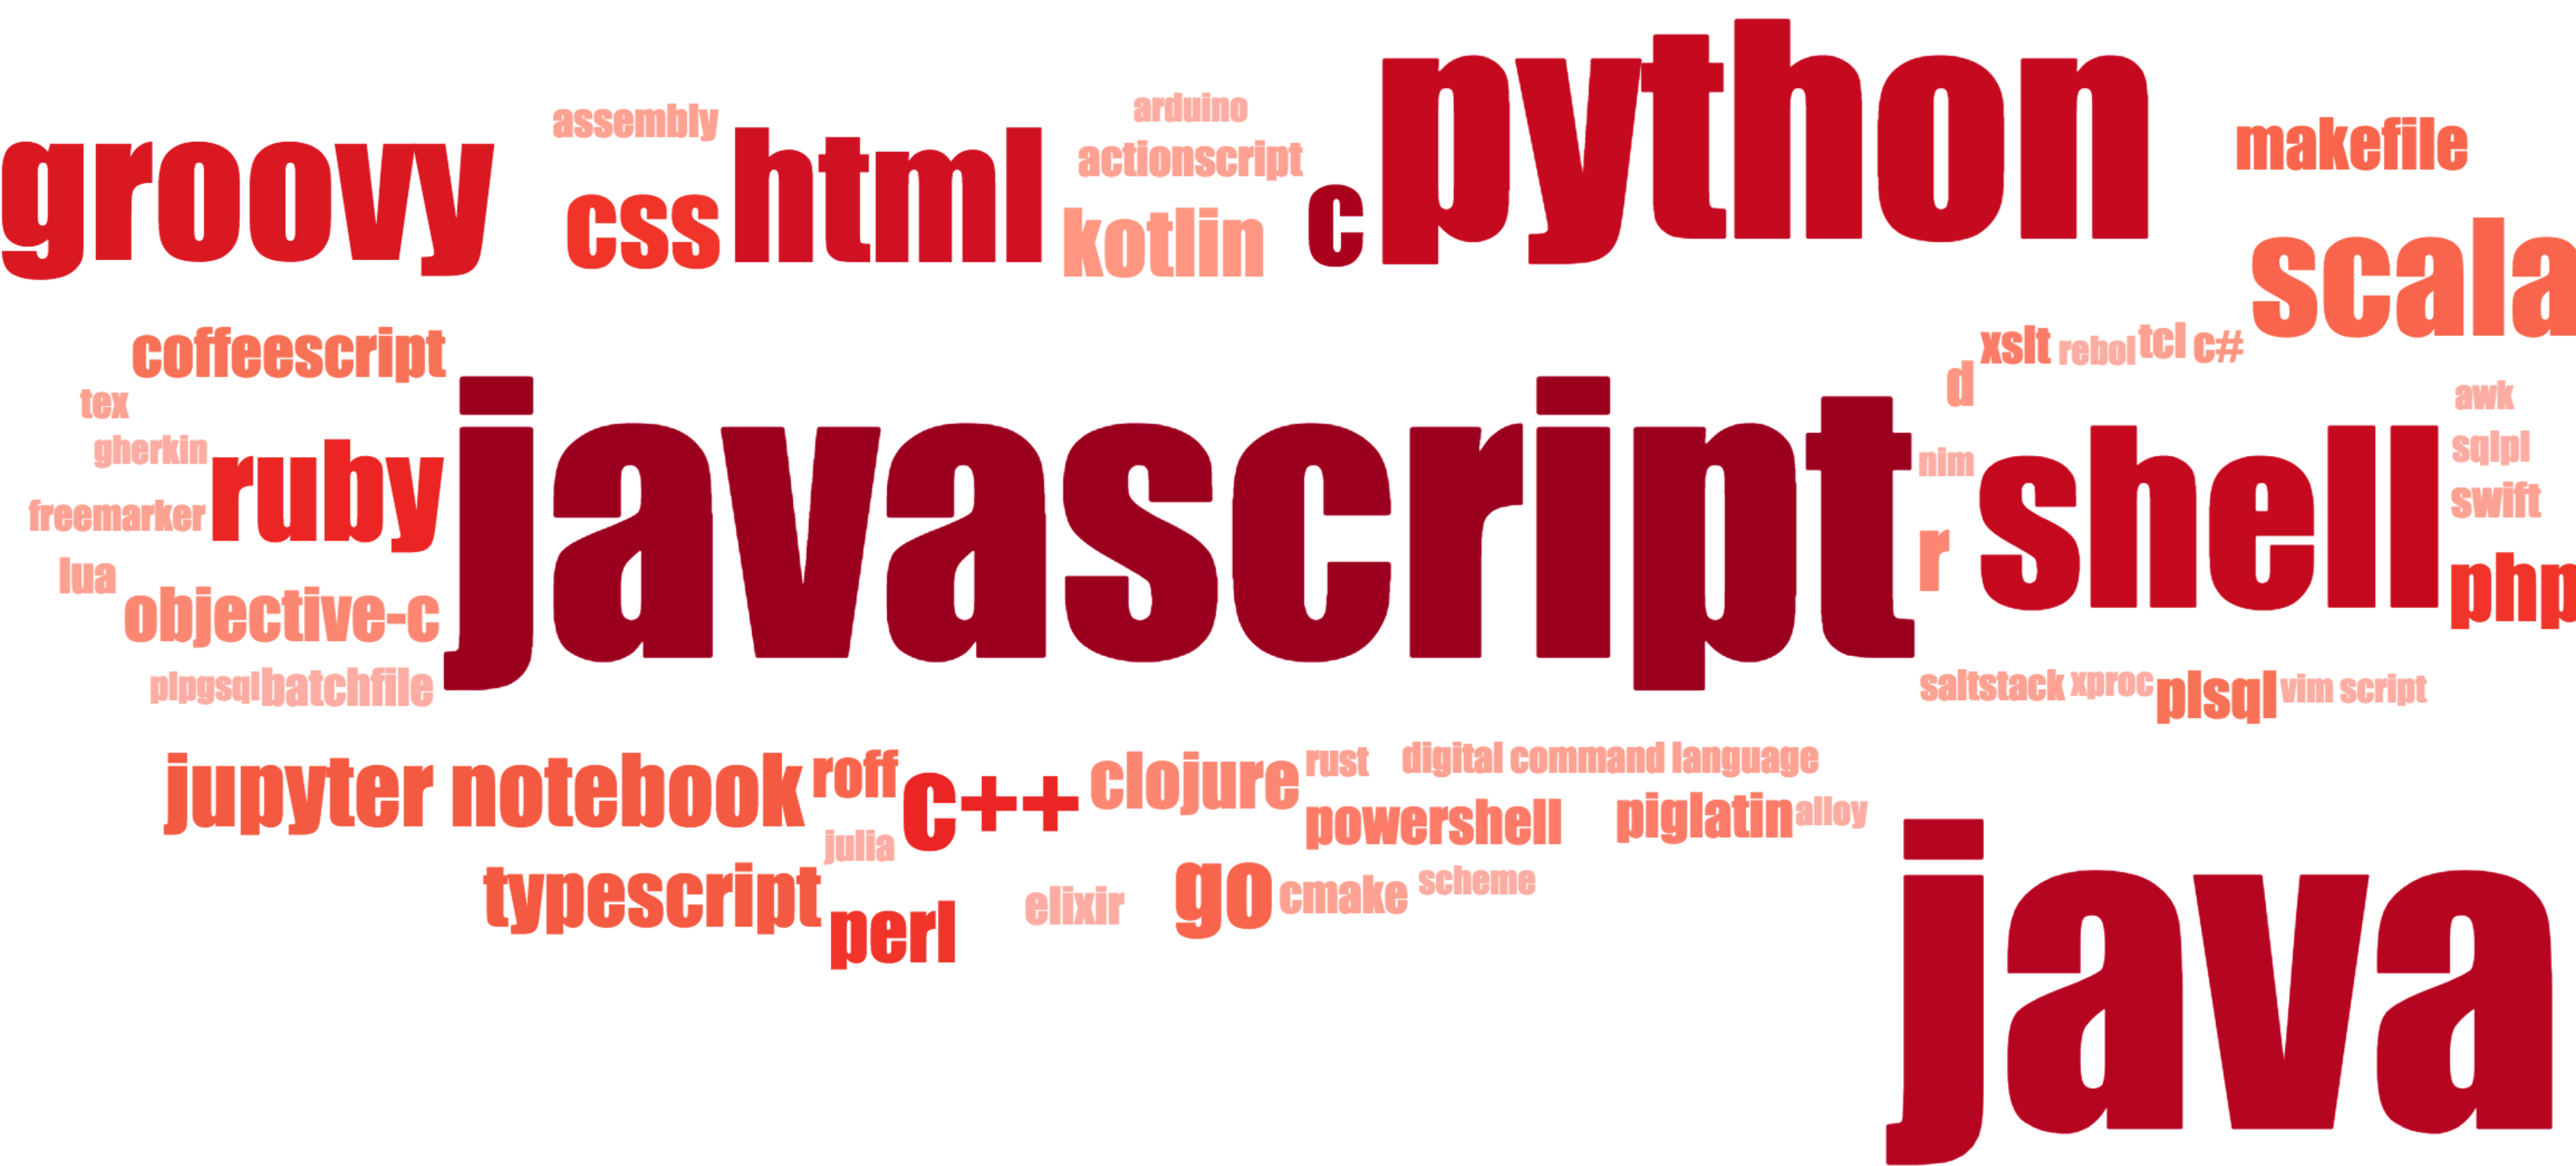 python
arduino
assembly
html
makefile
groovy
actionscript
css
kotlin
c
scala
coffeescript
xslt
rebol
tcl
c#
d
tex
javascript
awk
gherkin
ruby
nim
shell
sqlpl
freemarker
swift
lua
r
php
objective-c
plpgsql
batchfile
saltstack
xproc
plsql
vim script
jupyter notebook
roff
c++
clojure
rust
digital command language
powershell
piglatin
alloy
julia
java
typescript
perl
elixir
go
cmake
scheme